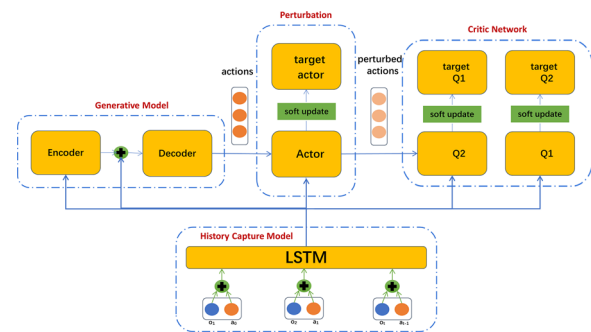 Perturbation
Critic Network
target
actor
target
Q1
target
Q2
actions
perturbed
actions
Generative Model
soft update
soft update
soft update
Encoder
Decoder
Actor
Q2
Q1
History Capture Model
LSTM
o₁ a₀
o₂ a₁
oₜ aₜ₋₁